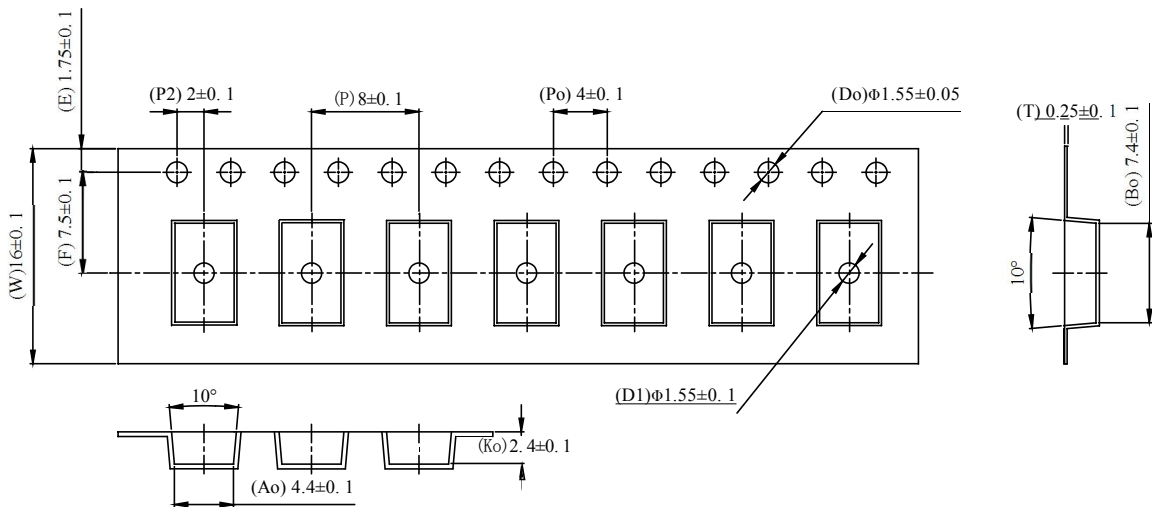 (E) 1.75±0.1
(P2) 2±0.1
(P) 8±0.1
(Po) 4±0.1
(Do)Φ1.55±0.05
(T) 0.25±0.1
(Bo) 7.4±0.1
(W)16±0.1
(F) 7.5±0.1
10°
(D1)Φ1.55±0.1
10°
(Ko)2.4±0.1
(Ao) 4.4±0.1